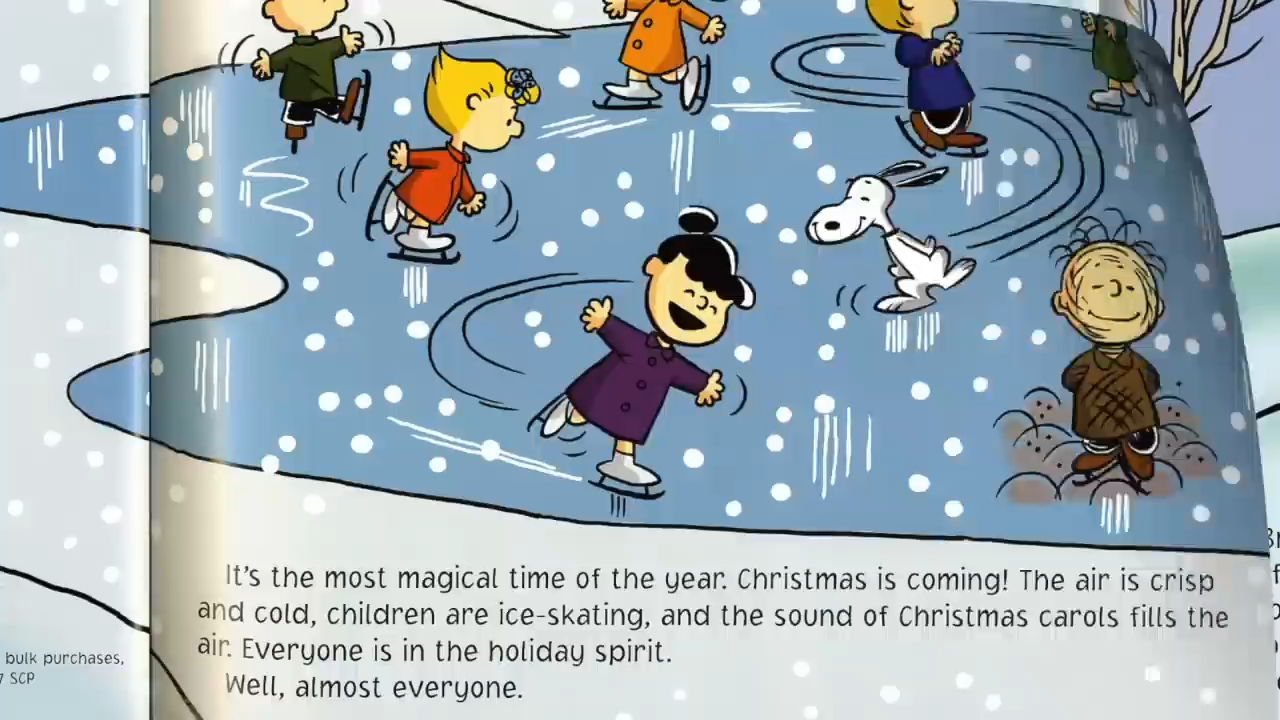 It's the most magical time of the year. Christmas is coming! The air is crisp
and cold, children are ice-skating, and the sound of Christmas carols fills the
air. Everyone is in the holiday spirit.
Well, almost everyone.
bulk purchases,
SCP